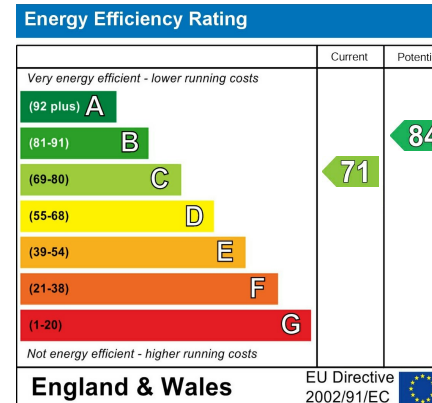 Energy Efficiency Rating
Current Potenti
Very energy efficient - lower running costs
(92 plus) A
(81-91) B
84
(69-80) C
71
(55-68) D
(39-54) E
(21-38) F
(1-20) G
Not energy efficient - higher running costs
England & Wales
EU Directive
2002/91/EC